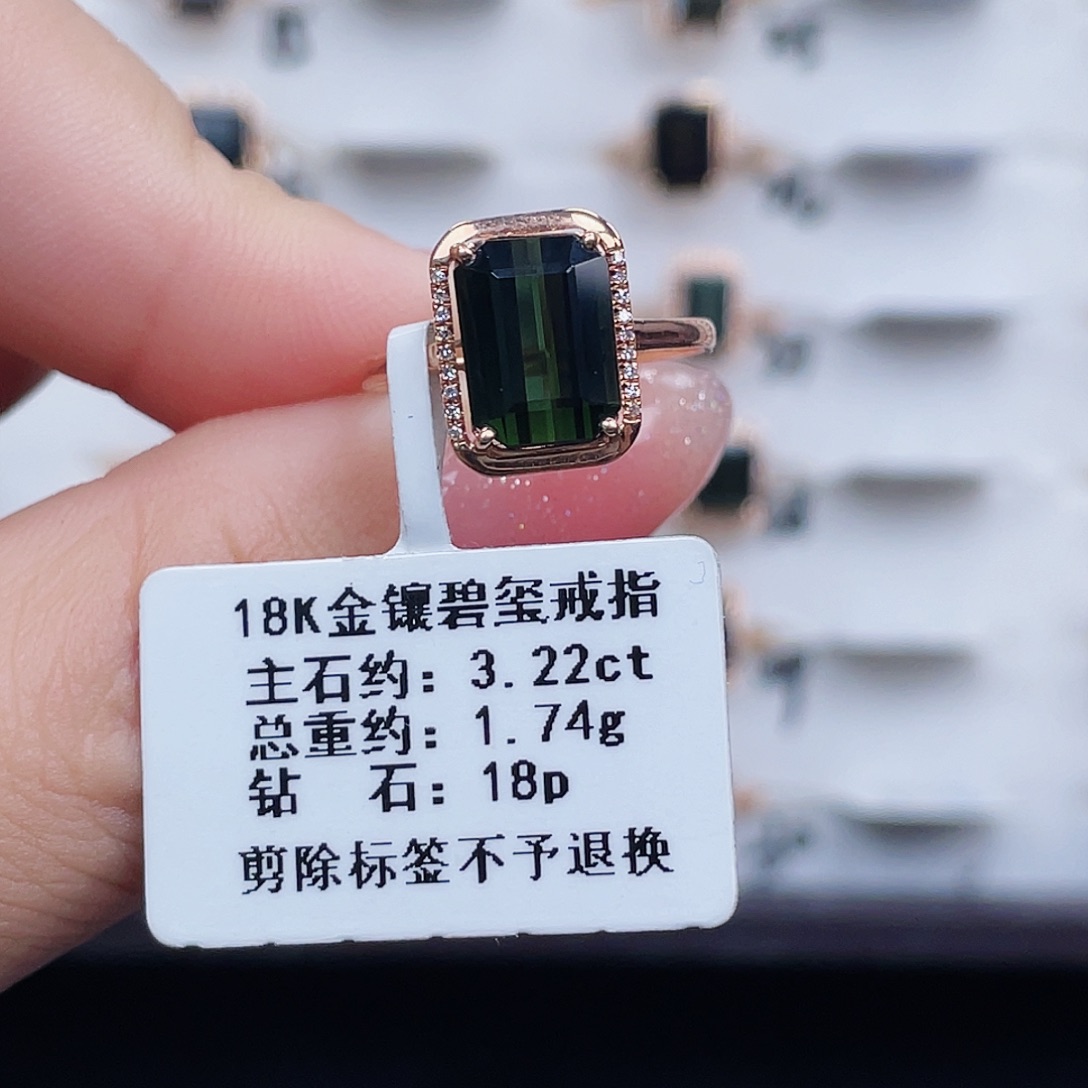 18K金镶碧玺戒指
主石约: 3.22ct
总重约: 1.74g
钻 石: 18p
剪除标签不予退换